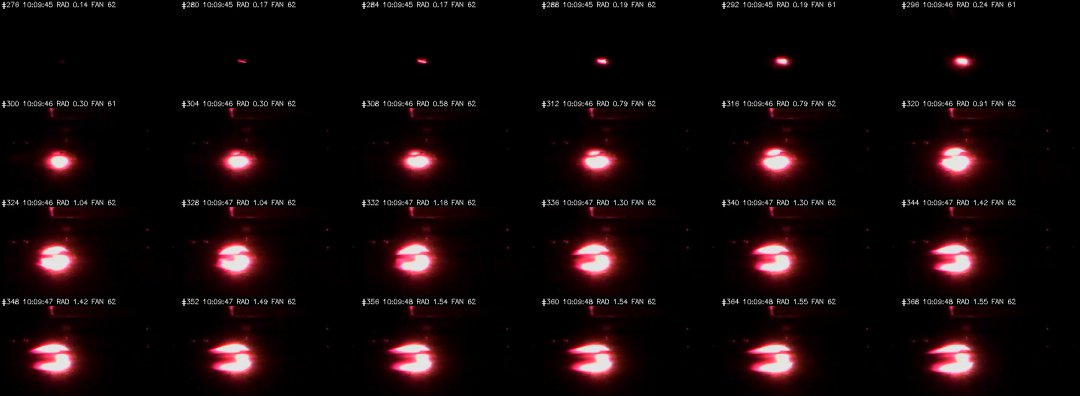 #276 10:09:45 RAD 0.14 FAN 62
#280 10:09:45 RAD 0.17 FAN 62
#284 10:09:45 RAD 0.17 FAN 62
#288 10:09:45 RAD 0.19 FAN 62
#292 10:09:45 RAD 0.19 FAN 61
#296 10:09:46 RAD 0.24 FAN 61
#300 10:09:46 RAD 0.30 FAN 61
#304 10:09:46 RAD 0.30 FAN 62
#308 10:09:46 RAD 0.58 FAN 62
#312 10:09:46 RAD 0.79 FAN 62
#316 10:09:46 RAD 0.79 FAN 62
#320 10:09:46 RAD 0.91 FAN 62
#324 10:09:46 RAD 1.04 FAN 62
#328 10:09:47 RAD 1.04 FAN 62
#332 10:09:47 RAD 1.18 FAN 62
#336 10:09:47 RAD 1.30 FAN 62
#340 10:09:47 RAD 1.30 FAN 62
#344 10:09:47 RAD 1.42 FAN 62
#348 10:09:47 RAD 1.42 FAN 62
#352 10:09:47 RAD 1.49 FAN 62
#356 10:09:48 RAD 1.54 FAN 62
#360 10:09:48 RAD 1.54 FAN 62
#364 10:09:48 RAD 1.55 FAN 62
#368 10:09:48 RAD 1.55 FAN 62